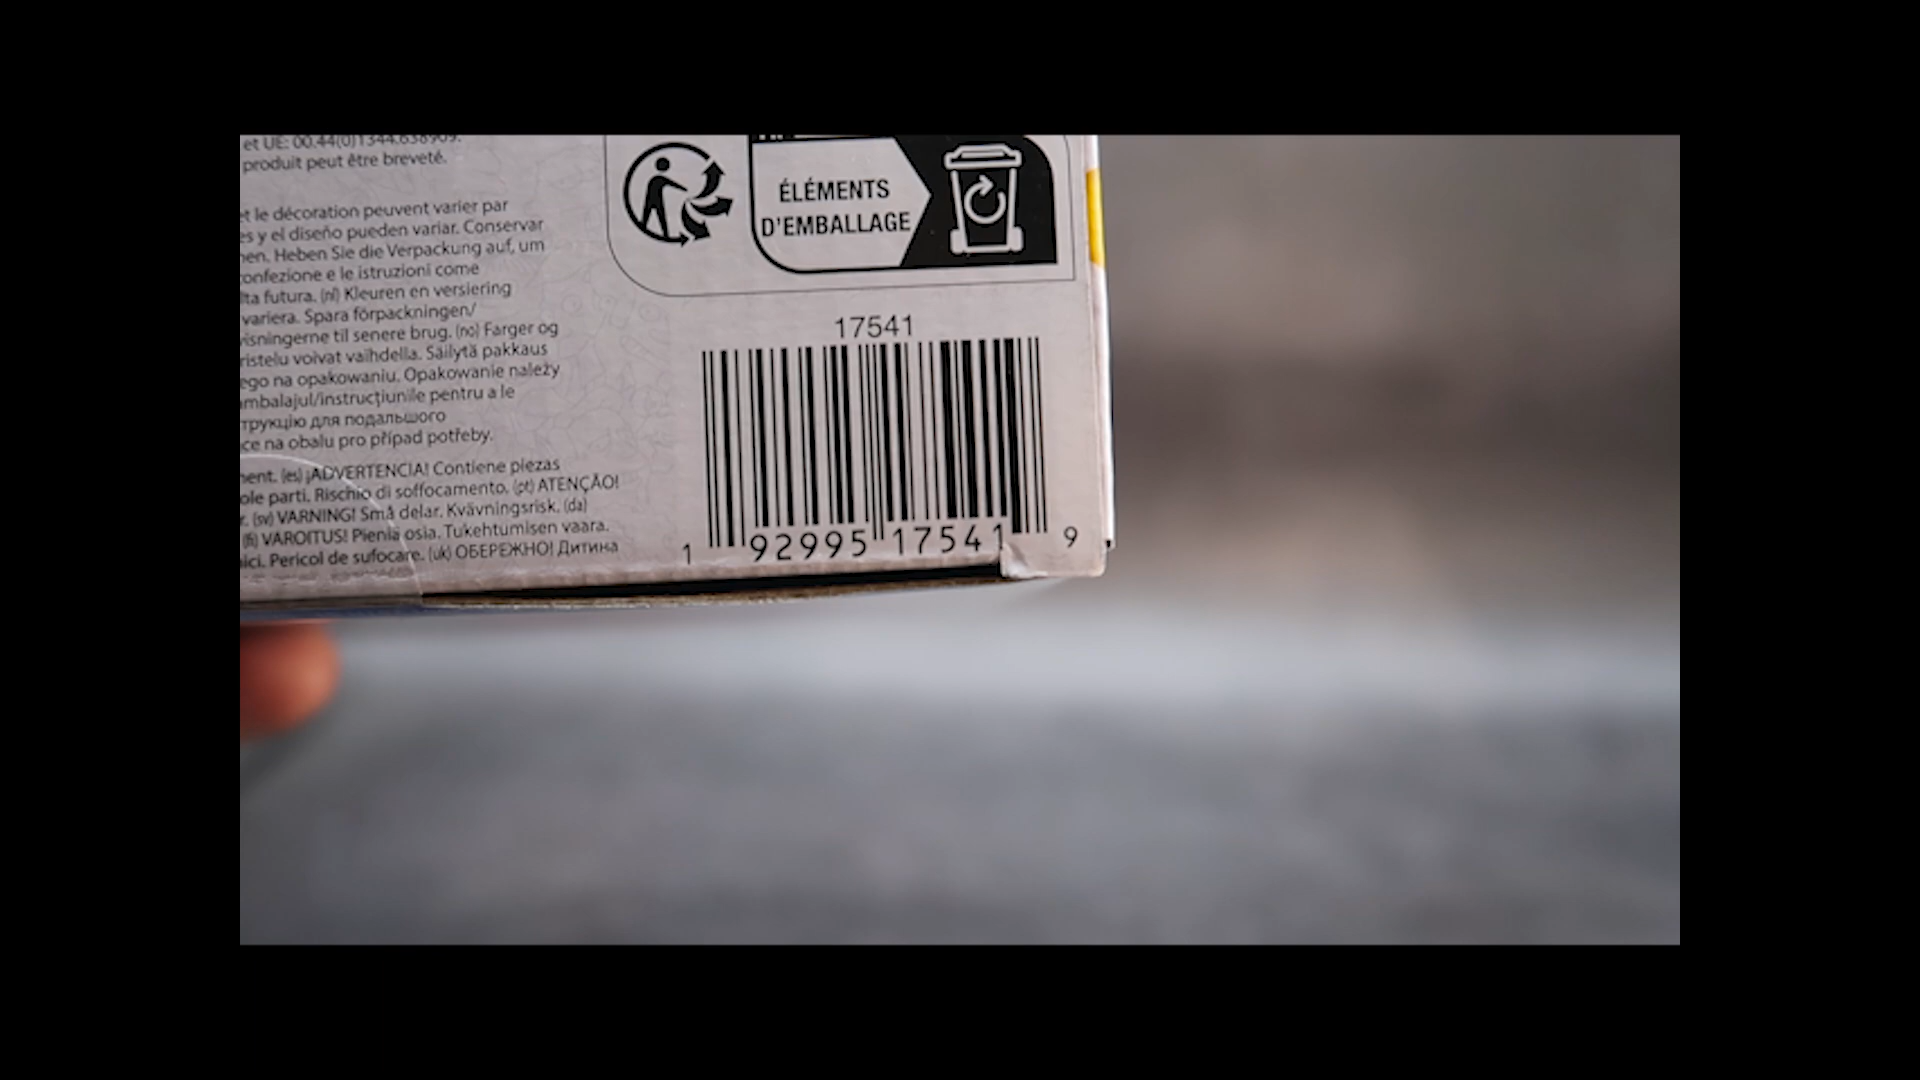 et UE: 00.44(0)1344.638909.
produit peut être breveté.
et le décoration peuvent varier par
es y el diseño pueden variar. Conservar
nen. Heben Sie die Verpackung auf, um
confezione e le istruzioni come
lta futura. (nl) Kleuren en versiering
variera. Spara förpackningen/
visningerne til senere brug. (no) Farger og
ristelu voivat vaihdella. Säilytä pakkaus
ego na opakowaniu. Opakowanie należy
ambalajul/instrucțiunile pentru a le
трукцію для подальшого
ce na obalu pro případ potřeby.
ment. (es) ¡ADVERTENCIA! Contiene piezas
ole parti. Rischio di soffocamento. (pt) ATENÇÃO!
r. (sv) VARNING! Små delar. Kvävningsrisk. (da)
(fi) VAROITUS! Pieniä osia. Tukehtumisen vaara.
ici. Pericol de sufocare. (uk) ОБЕРЕЖНО! Дитина
ÉLÉMENTS
D'EMBALLAGE
17541
1 92995 17541 9